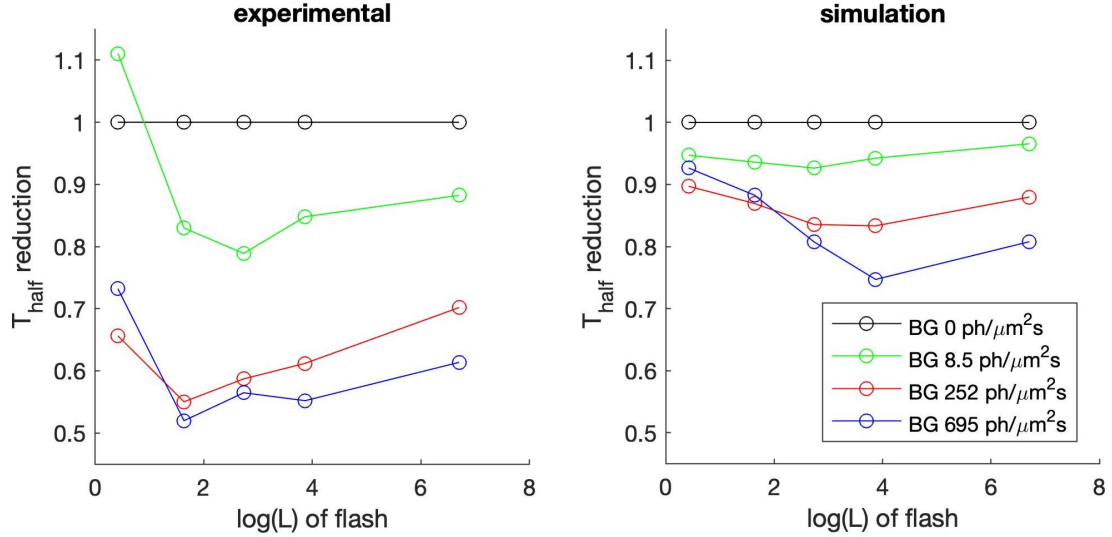 experimental
1.1
1
0.9
0.8
0.7
0.6
0.5
T_half reduction
0 2 4 6 8
log(L) of flash
simulation
1.1
1
0.9
0.8
0.7
0.6
0.5
T_half reduction
0 2 4 6 8
log(L) of flash
BG 0 ph/μm²s
BG 8.5 ph/μm²s
BG 252 ph/μm²s
BG 695 ph/μm²s